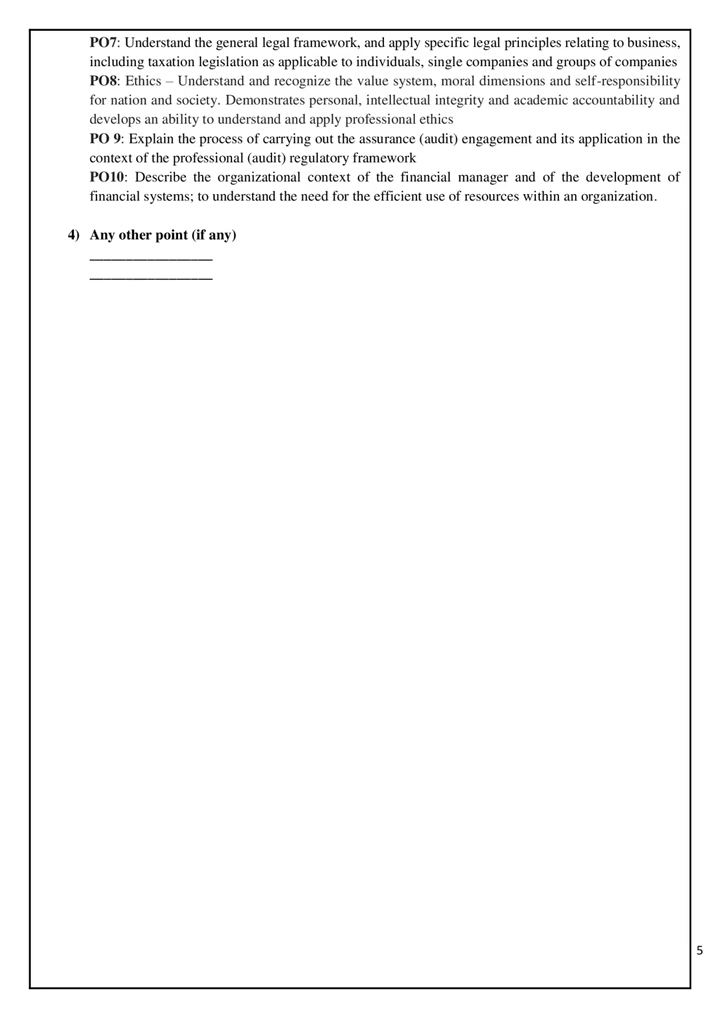 PO7: Understand the general legal framework, and apply specific legal principles relating to business,
including taxation legislation as applicable to individuals, single companies and groups of companies
PO8: Ethics – Understand and recognize the value system, moral dimensions and self-responsibility
for nation and society. Demonstrates personal, intellectual integrity and academic accountability and
develops an ability to understand and apply professional ethics
PO 9: Explain the process of carrying out the assurance (audit) engagement and its application in the
context of the professional (audit) regulatory framework
PO10: Describe the organizational context of the financial manager and of the development of
financial systems; to understand the need for the efficient use of resources within an organization.
4) Any other point (if any)
_________________
_________________
5